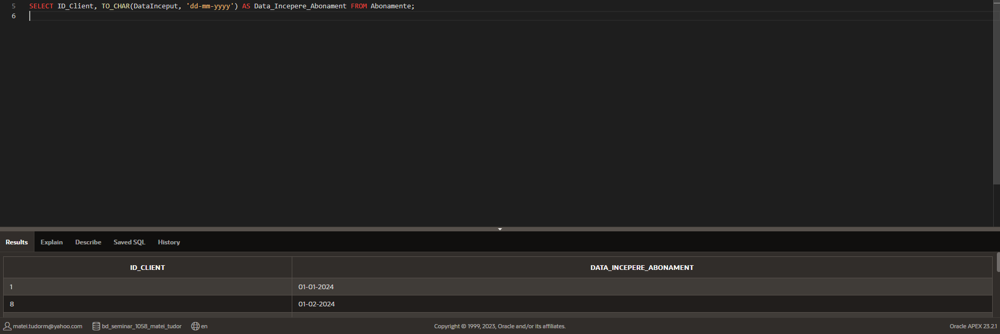 5 SELECT ID_Client, TO_CHAR(DataInceput, 'dd-mm-yyyy') AS Data_Incepere_Abonament FROM Abonamente;
6
Results Explain Describe Saved SQL History
ID_CLIENT DATA_INCEPERE_ABONAMENT
1 01-01-2024
8 01-02-2024
matei.tudorm@yahoo.com bd_seminar_1058_matei_tudor en Copyright © 1999, 2023, Oracle and/or its affiliates. Oracle APEX 23.2.1